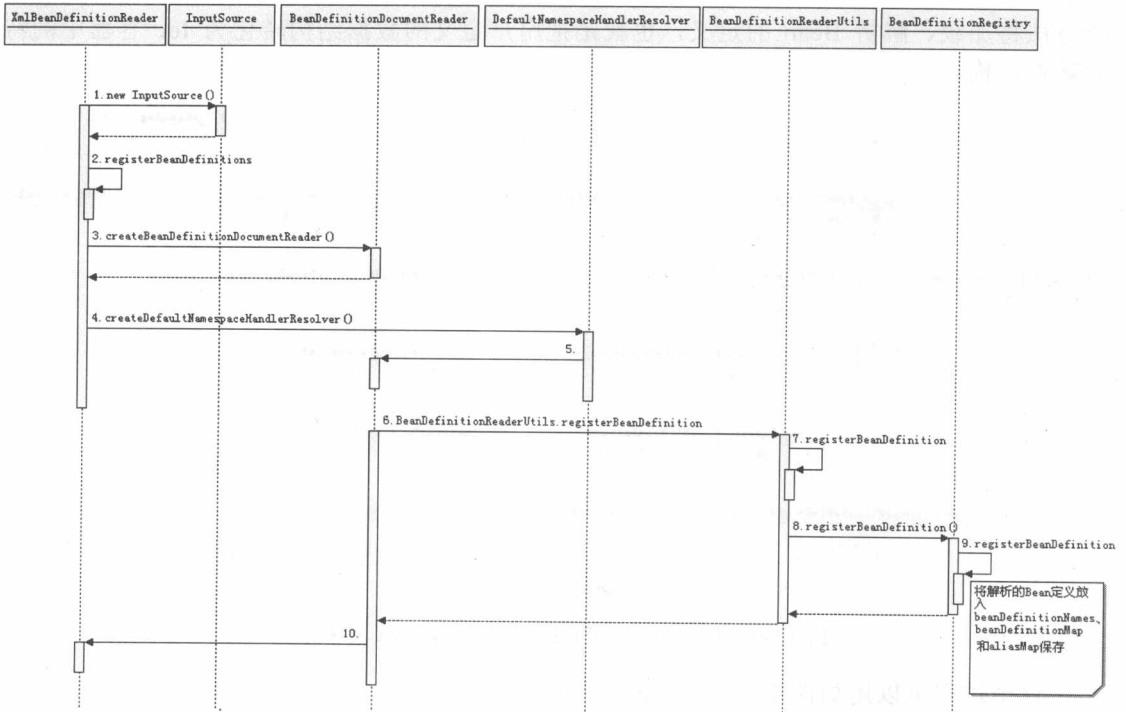 XmlBeanDefinitionReader
InputSource
BeanDefinitionDocumentReader
DefaultNamespaceHandlerResolver
BeanDefinitionReaderUtils
BeanDefinitionRegistry
1. new InputSource()
2. registerBeanDefinitions
3. createBeanDefinitionDocumentReader()
4. createDefaultNamespaceHandlerResolver()
5.
6. BeanDefinitionReaderUtils.registerBeanDefinition
7. registerBeanDefinition
8. registerBeanDefinition()
9. registerBeanDefinition
将解析的Bean定义放
入
beanDefinitionNames、
beanDefinitionMap
和aliasMap保存
10.